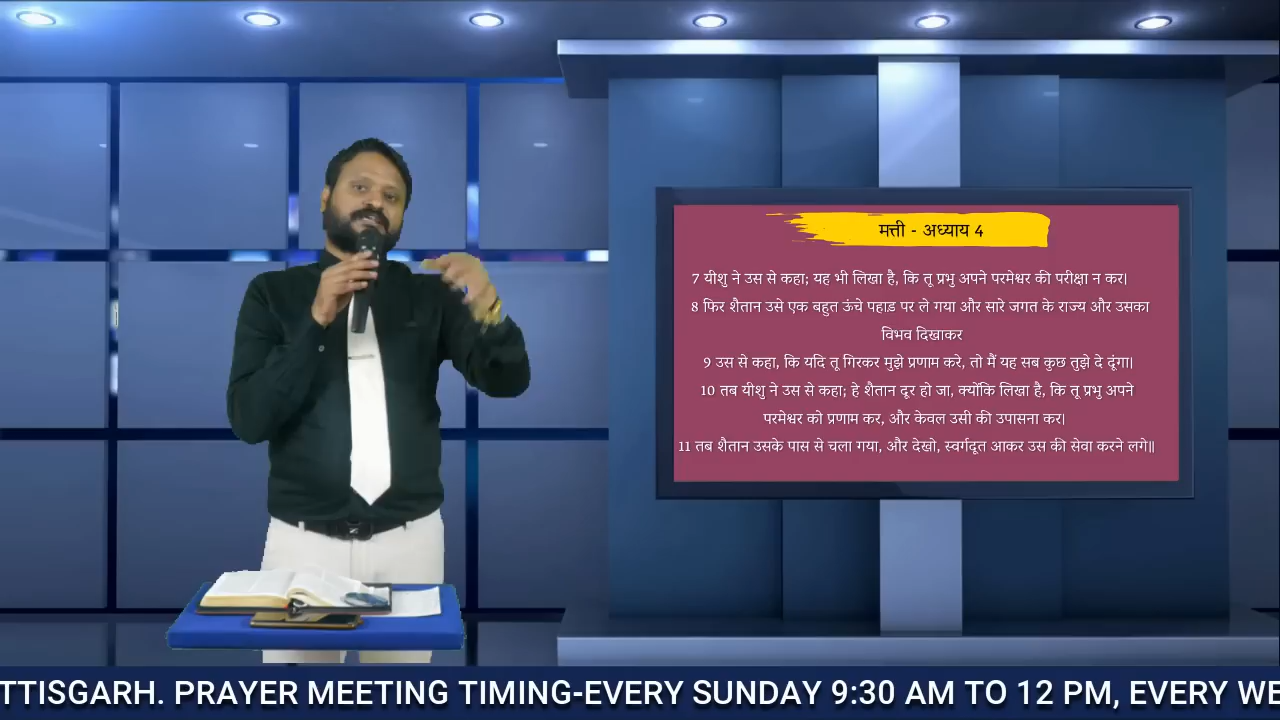 मत्ती - अध्याय 4
7 यीशु ने उस से कहा; यह भी लिखा है, कि तू प्रभु अपने परमेश्वर की परीक्षा न कर।
8 फिर शैतान उसे एक बहुत ऊंचे पहाड़ पर ले गया और सारे जगत के राज्य और उसका
विभव दिखाकर
9 उस से कहा, कि यदि तू गिरकर मुझे प्रणाम करे, तो मैं यह सब कुछ तुझे दे दूंगा।
10 तब यीशु ने उस से कहा; हे शैतान दूर हो जा, क्योंकि लिखा है, कि तू प्रभु अपने
परमेश्वर को प्रणाम कर, और केवल उसी की उपासना कर।
11 तब शैतान उसके पास से चला गया, और देखो, स्वर्गदूत आकर उस की सेवा करने लगे॥
TTISGARH. PRAYER MEETING TIMING-EVERY SUNDAY 9:30 AM TO 12 PM, EVERY WE